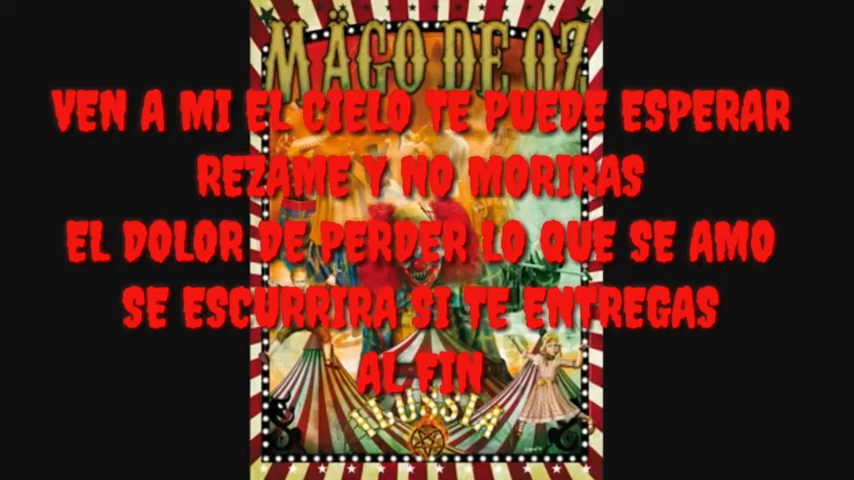 MÄGO DE OZ
VEN A MI EL CIELO TE PUEDE ESPERAR
REZAME Y NO MORIRAS
EL DOLOR DE PERDER LO QUE SE AMO
SE ESCURRIRA SI TE ENTREGAS
AL FIN
ILUSSIA